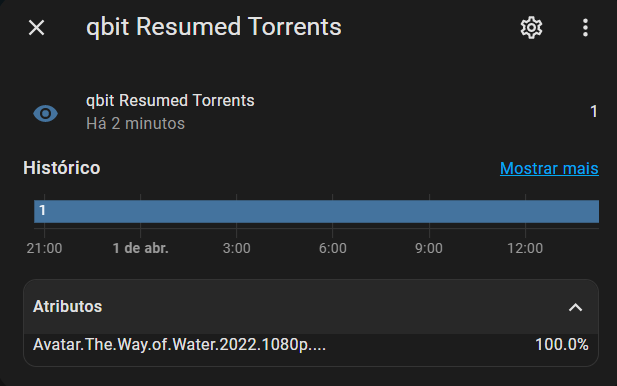 qbit Resumed Torrents
qbit Resumed Torrents
1
Há 2 minutos
Histórico
Mostrar mais
1
21:00 1 de abr. 3:00 6:00 9:00 12:00
Atributos
Avatar.The.Way.of.Water.2022.1080p.... 100.0%